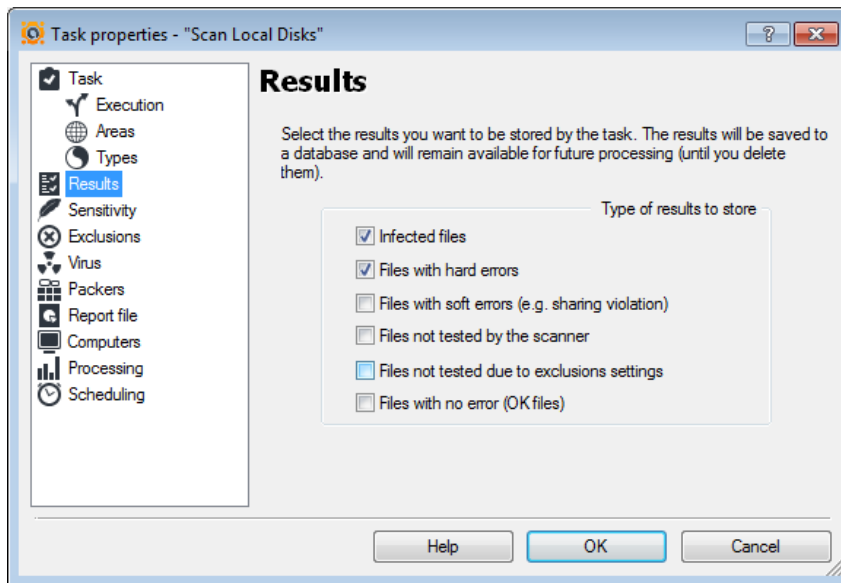 Task properties - "Scan Local Disks"
?
Task
Execution
Areas
Types
Results
Sensitivity
Exclusions
Virus
Packers
Report file
Computers
Processing
Scheduling
Results
Select the results you want to be stored by the task. The results will be saved to
a database and will remain available for future processing (until you delete
them).
Type of results to store
Infected files
Files with hard errors
Files with soft errors (e.g. sharing violation)
Files not tested by the scanner
Files not tested due to exclusions settings
Files with no error (OK files)
Help
OK
Cancel